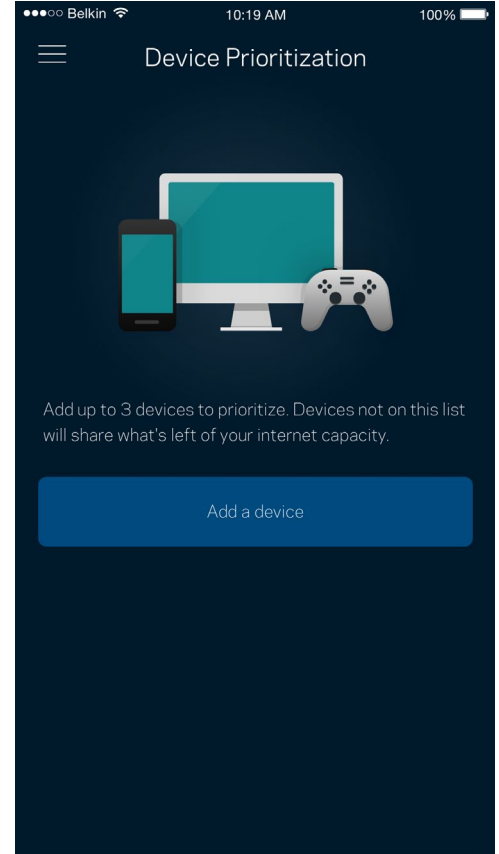 Belkin 10:19 AM 100%
Device Prioritization
Add up to 3 devices to prioritize. Devices not on this list
will share what's left of your internet capacity.
Add a device